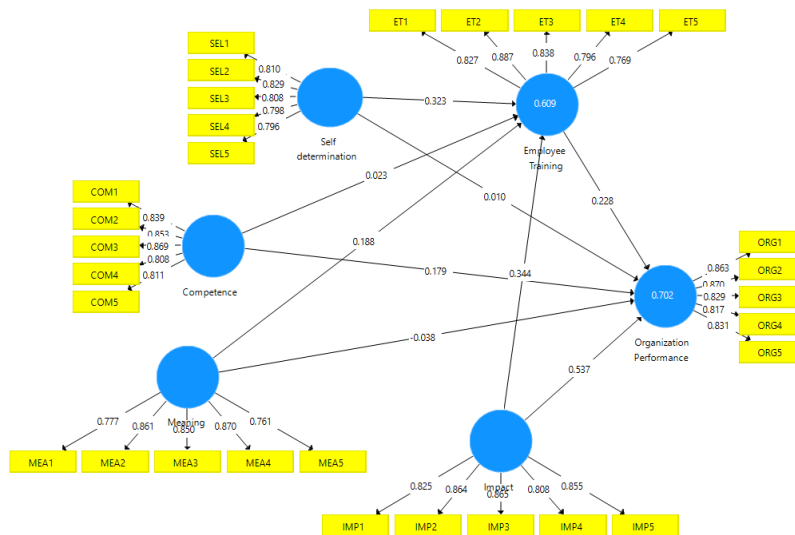 ET1
ET2
ET3
ET4
ET5
0.827
0.887
0.838
0.796
0.769
SEL1
SEL2
SEL3
SEL4
SEL5
0.810
0.829
0.808
0.798
0.796
Self
determination
0.323
0.609
Employee
Training
0.023
0.010
0.228
0.188
COM1
COM2
COM3
COM4
COM5
0.839
0.853
0.869
0.808
0.811
Competence
0.179
0.344
0.702
Organization
Performance
ORG1
ORG2
ORG3
ORG4
ORG5
0.863
0.870
0.829
0.817
0.831
-0.038
0.537
Meaning
0.777
0.861
0.850
0.870
0.761
MEA1
MEA2
MEA3
MEA4
MEA5
Impact
0.825
0.864
0.865
0.808
0.855
IMP1
IMP2
IMP3
IMP4
IMP5